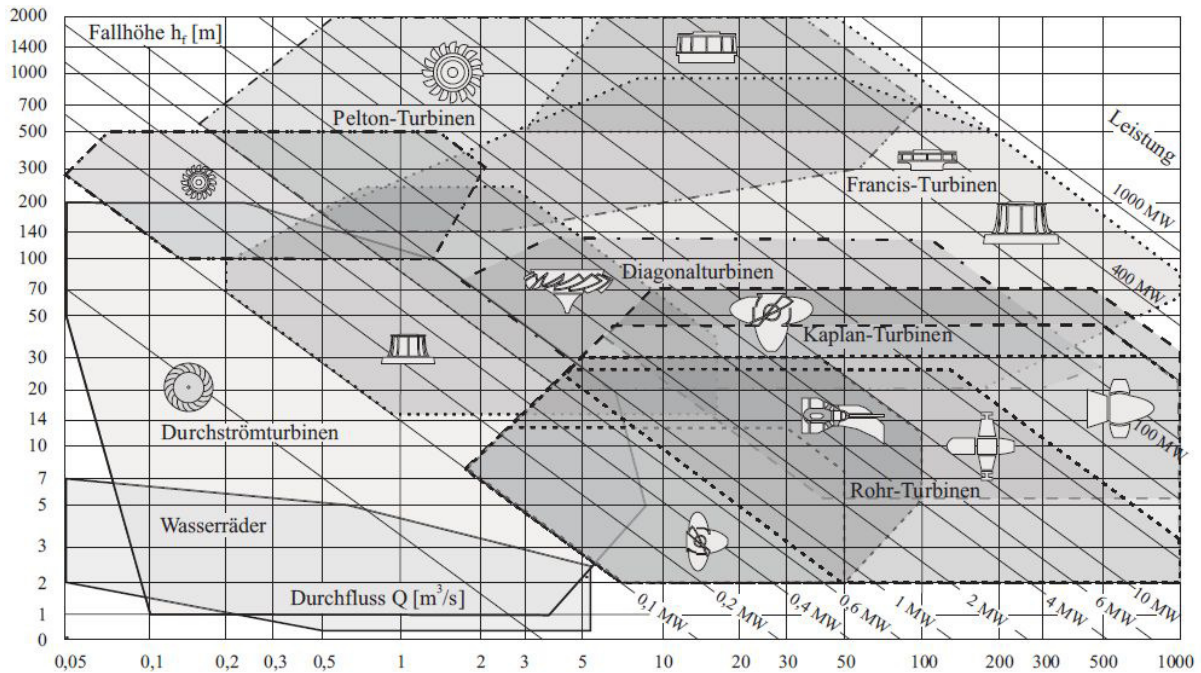 2000
Fallhöhe hf [m]
1400
1000
700
Pelton-Turbinen
Leistung
500
300
Francis-Turbinen
200
1000 MW
140
100
Diagonalturbinen
400 MW
70
50
Kaplan-Turbinen
30
20
14
Durchströmturbinen
100 MW
10
7
Rohr-Turbinen
5
Wasserräder
3
2
Durchfluss Q [m³/s]
0,1 MW 0,2 MW 0,4 MW 0,6 MW 1 MW 2 MW 4 MW 6 MW 10 MW
1
0
0,05 0,1 0,2 0,3 0,5 1 2 3 5 10 20 30 50 100 200 300 500 1000